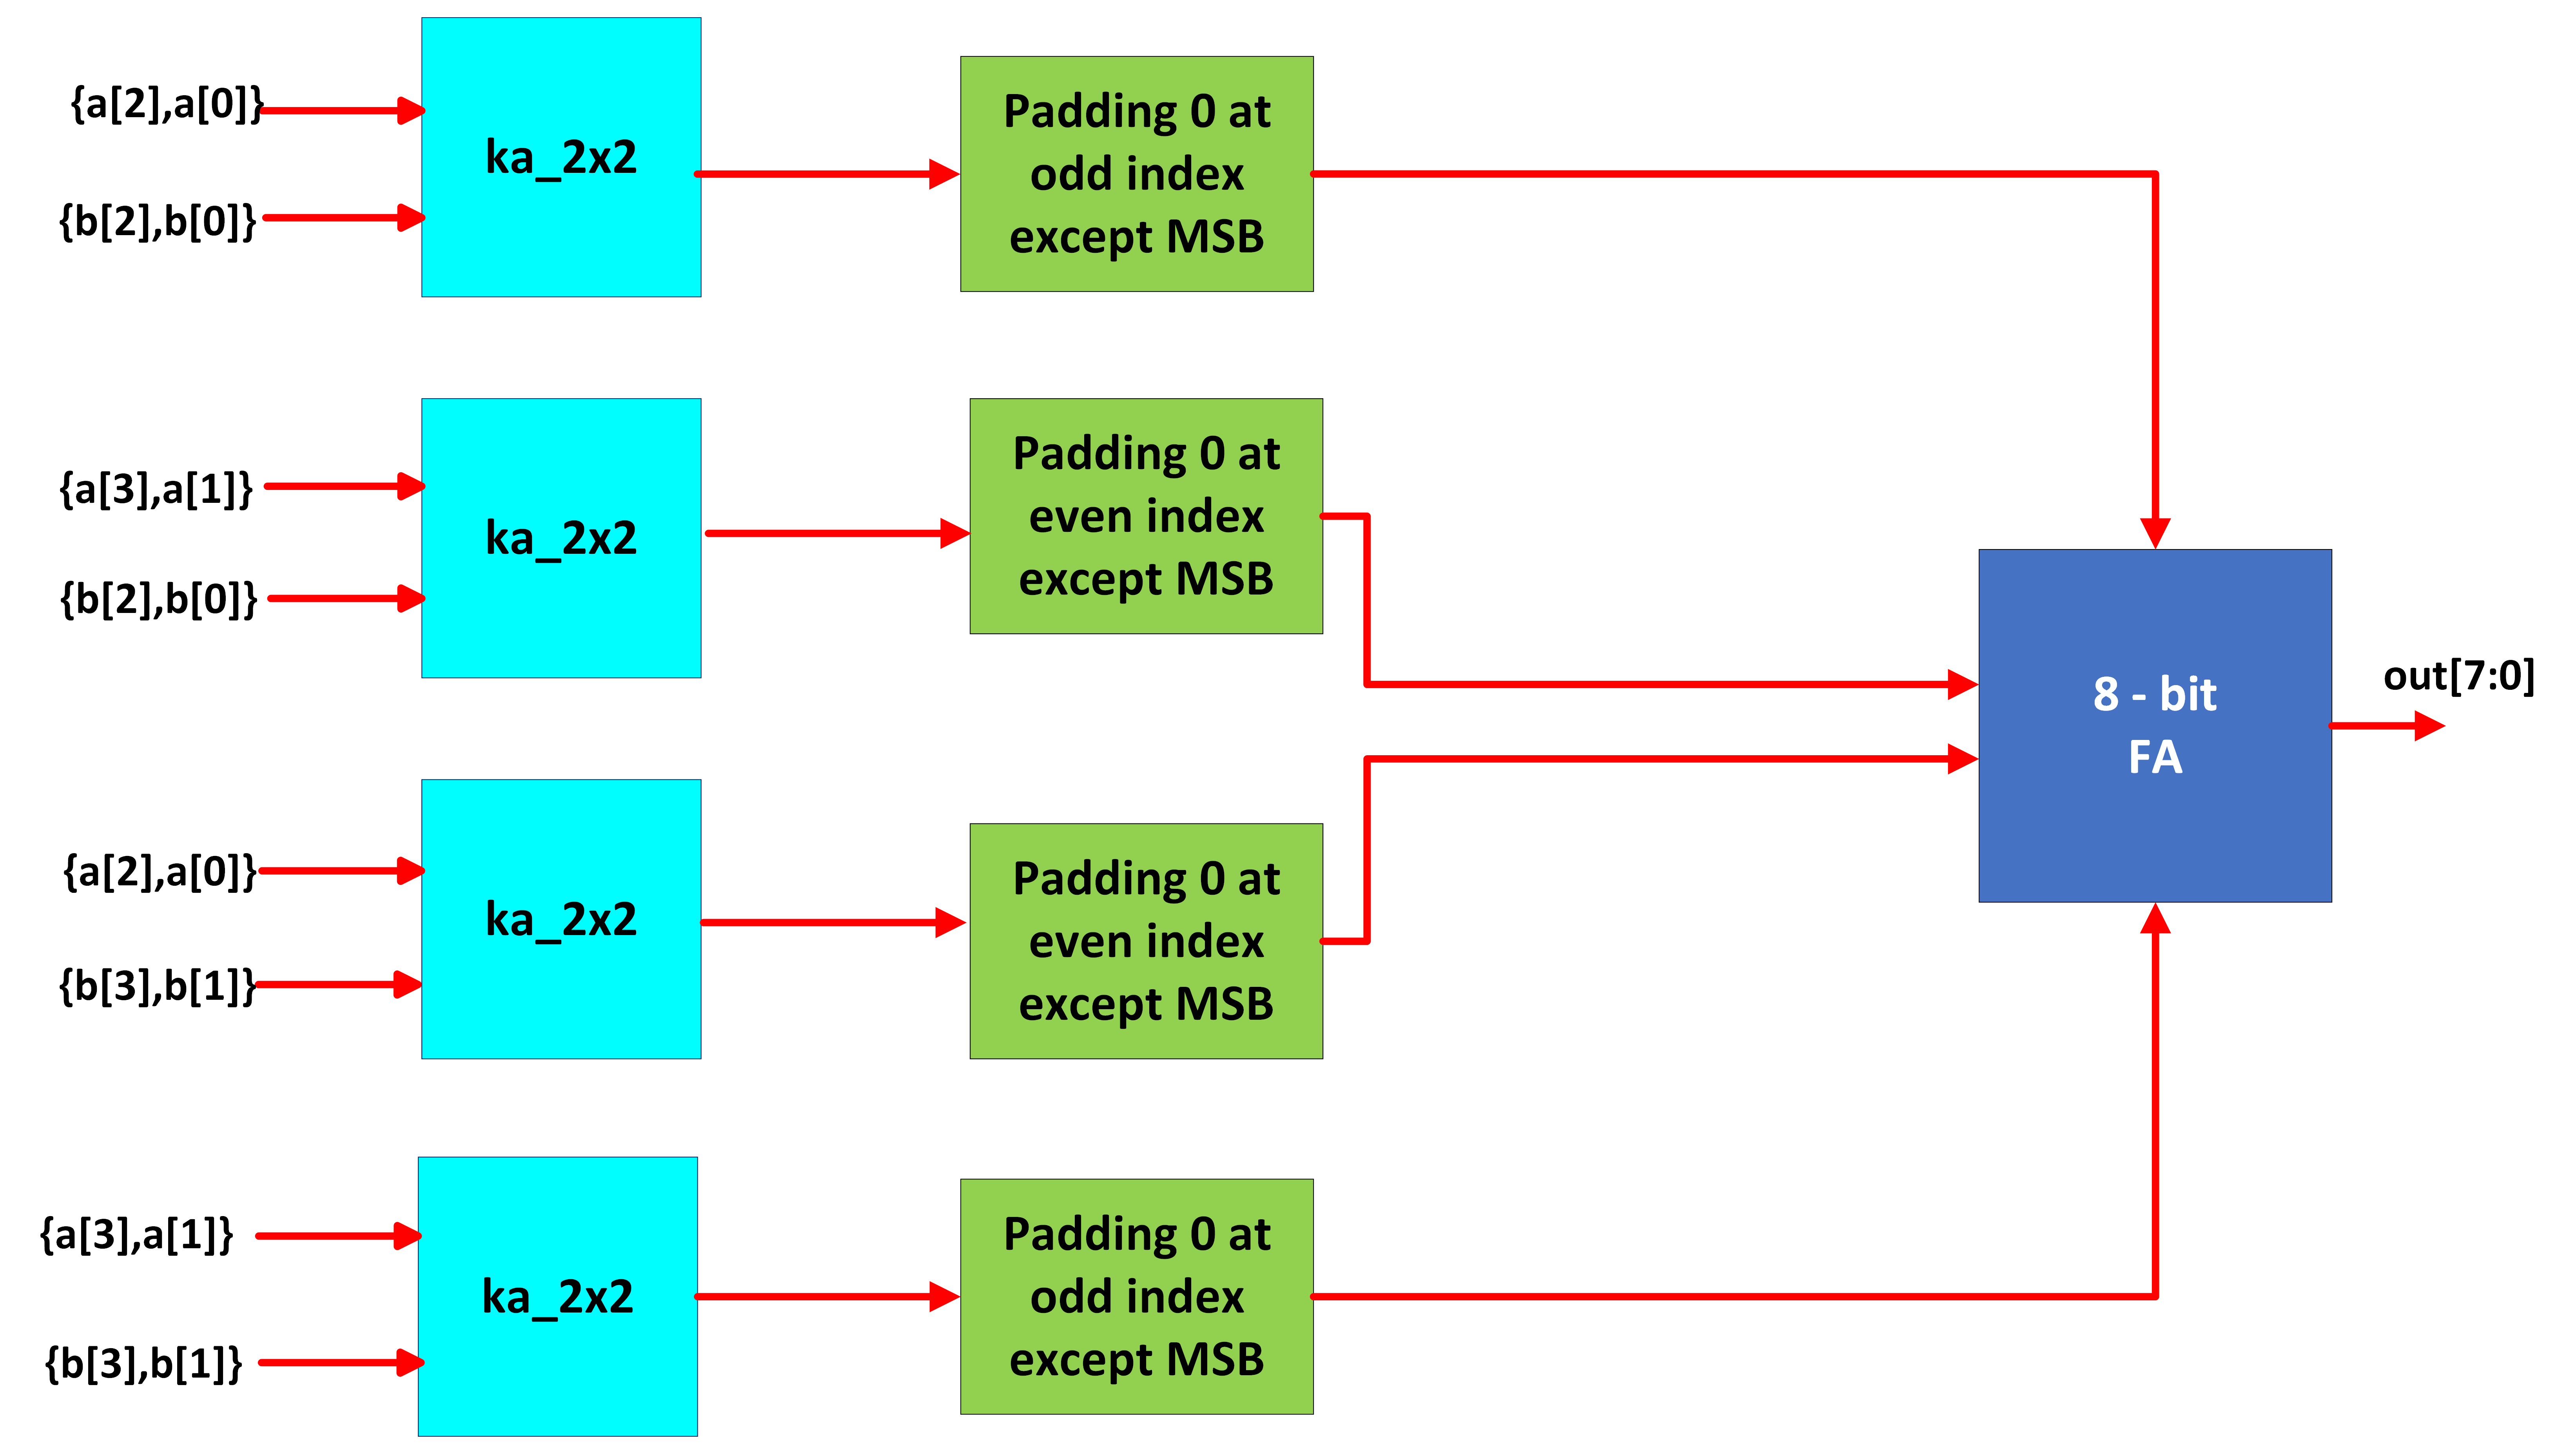 {a[2],a[0]}
{b[2],b[0]}
ka_2x2
Padding 0 at
odd index
except MSB
{a[3],a[1]}
{b[2],b[0]}
ka_2x2
Padding 0 at
even index
except MSB
{a[2],a[0]}
{b[3],b[1]}
ka_2x2
Padding 0 at
even index
except MSB
{a[3],a[1]}
{b[3],b[1]}
ka_2x2
Padding 0 at
odd index
except MSB
8 - bit
FA
out[7:0]